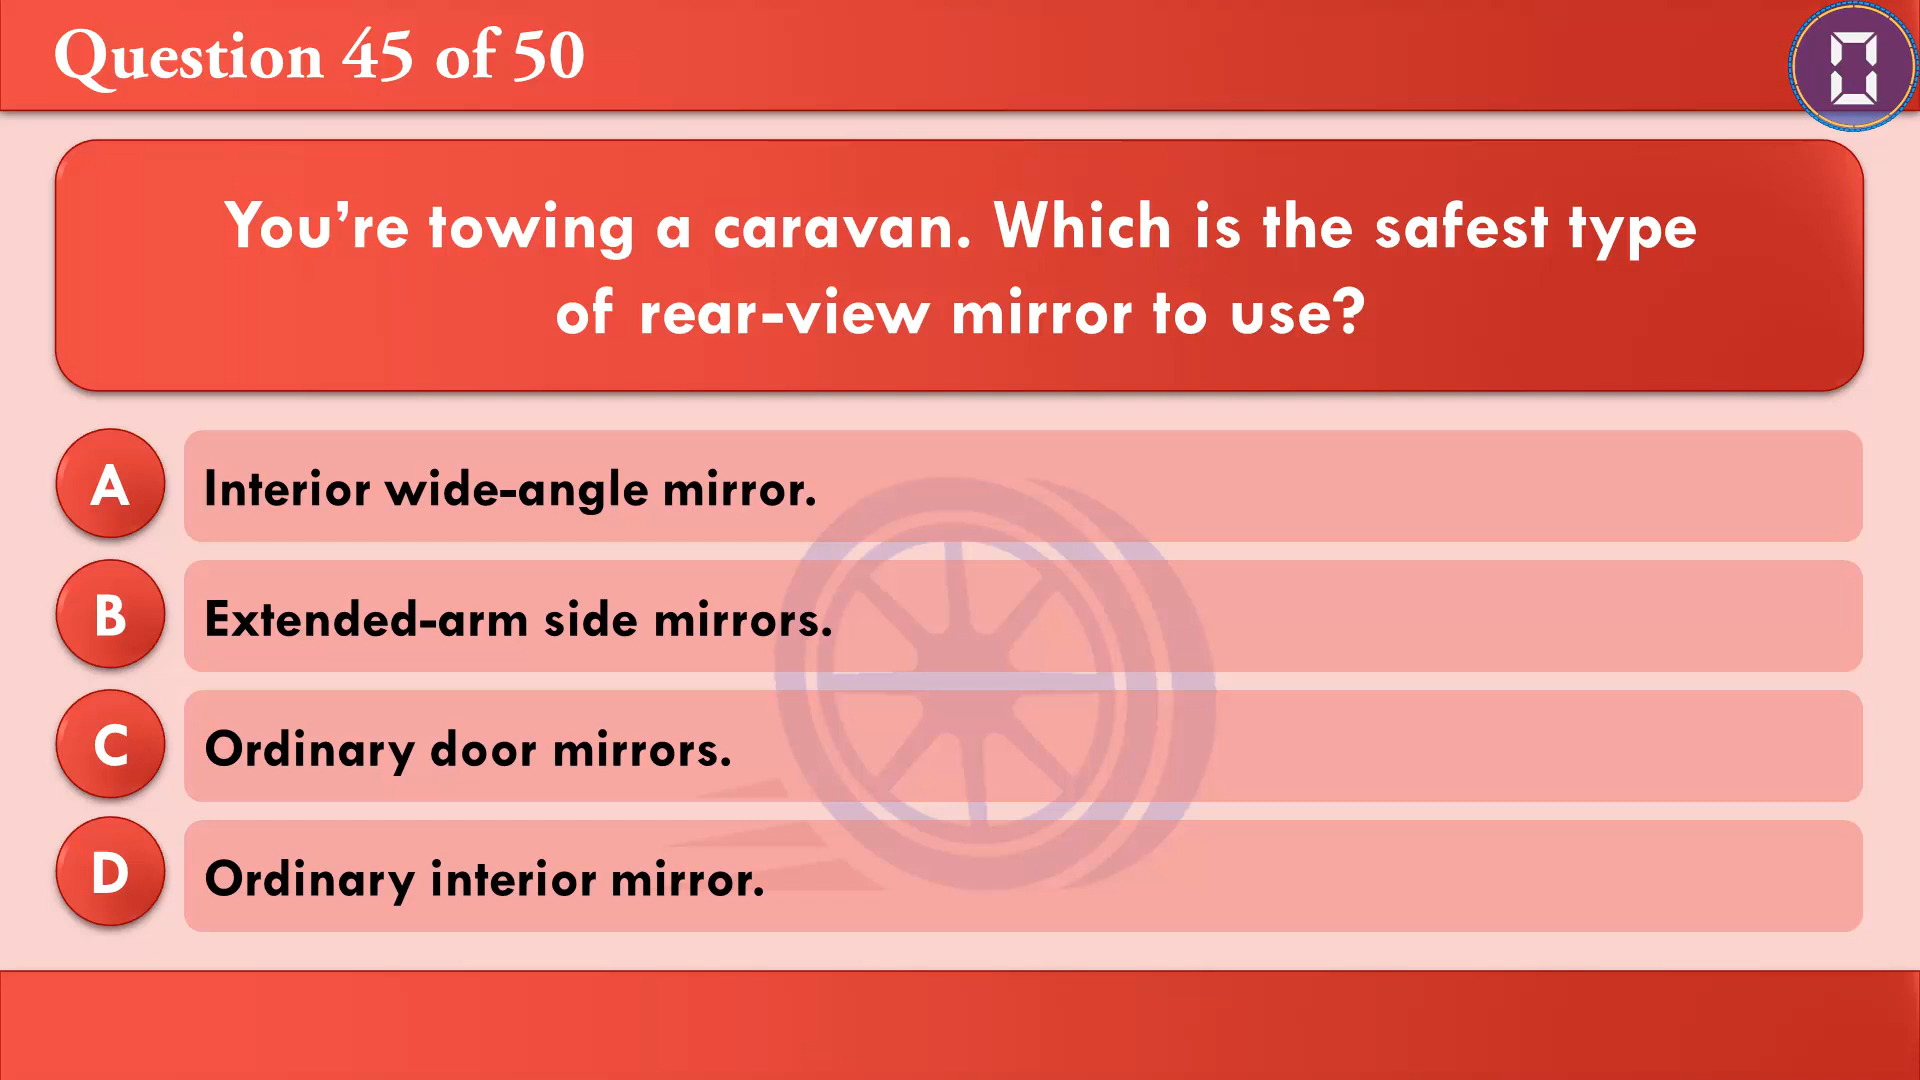 Question 45 of 50
0
You’re towing a caravan. Which is the safest type
of rear-view mirror to use?
A
Interior wide-angle mirror.
B
Extended-arm side mirrors.
C
Ordinary door mirrors.
D
Ordinary interior mirror.